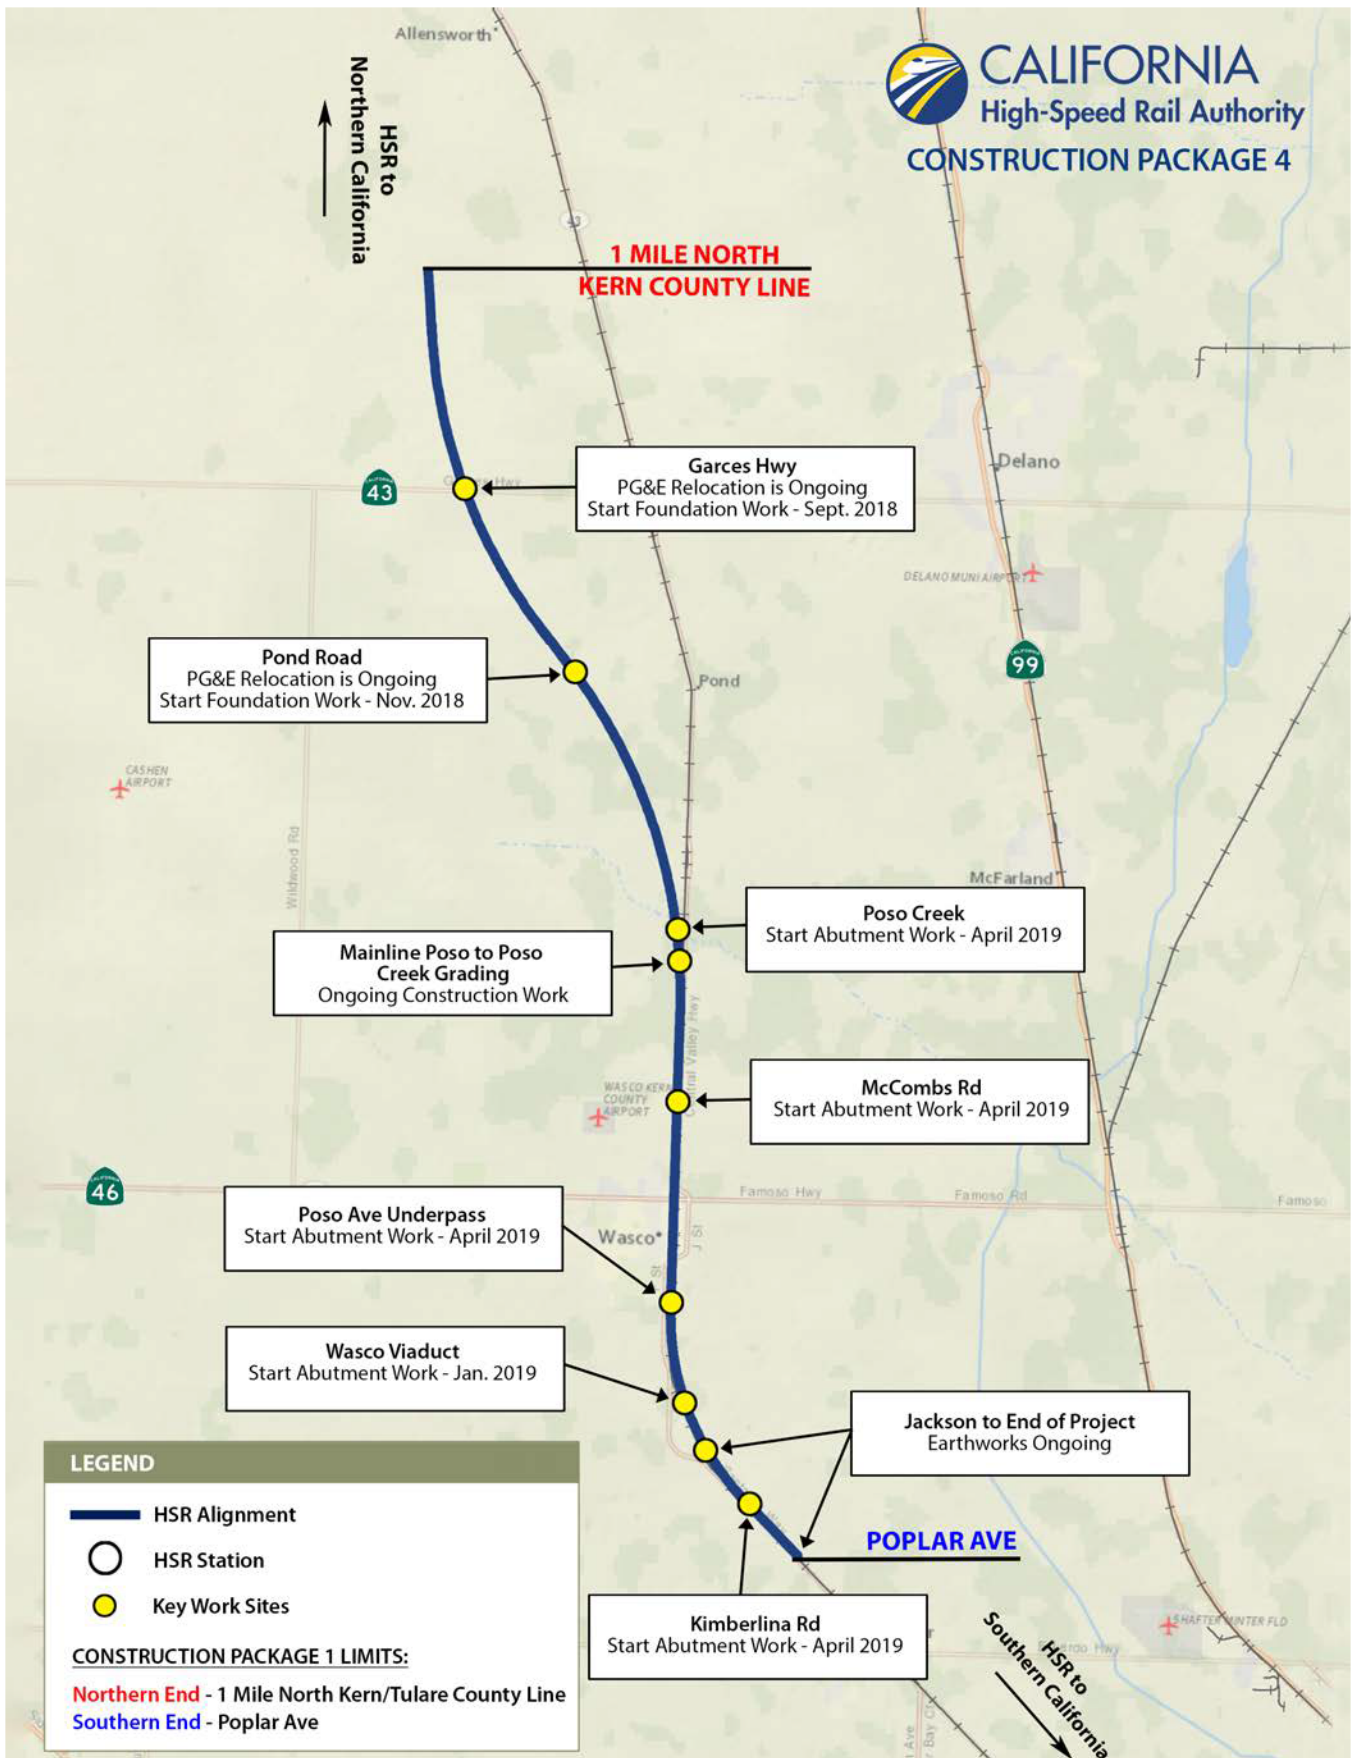 Allensworth
CALIFORNIA
High-Speed Rail Authority
CONSTRUCTION PACKAGE 4
HSR to
Northern California
43
1 MILE NORTH
KERN COUNTY LINE
Garces Hwy
PG&E Relocation is Ongoing
Start Foundation Work - Sept. 2018
CALIFORNIA
43
Hwy
Delano
DELANO MUNI AIRPORT
Pond Road
PG&E Relocation is Ongoing
Start Foundation Work - Nov. 2018
CALIFORNIA
99
Pond
CASHEN
AIRPORT
Wildwood Rd
McFarland
Poso Creek
Start Abutment Work - April 2019
Mainline Poso to Poso
Creek Grading
Ongoing Construction Work
Central Valley Hwy
McCombs Rd
Start Abutment Work - April 2019
WASCO KERN
COUNTY
AIRPORT
CALIFORNIA
46
Famoso Hwy
Famoso Rd
Famoso
Poso Ave Underpass
Start Abutment Work - April 2019
Wasco
J St
St
Wasco Viaduct
Start Abutment Work - Jan. 2019
Jackson to End of Project
Earthworks Ongoing
POPLAR AVE
Kimberlina Rd
Start Abutment Work - April 2019
SHAFTER MINTER FLD
HSR to
Southern California
LEGEND
HSR Alignment
HSR Station
Key Work Sites
CONSTRUCTION PACKAGE 1 LIMITS:
Northern End - 1 Mile North Kern/Tulare County Line
Southern End - Poplar Ave